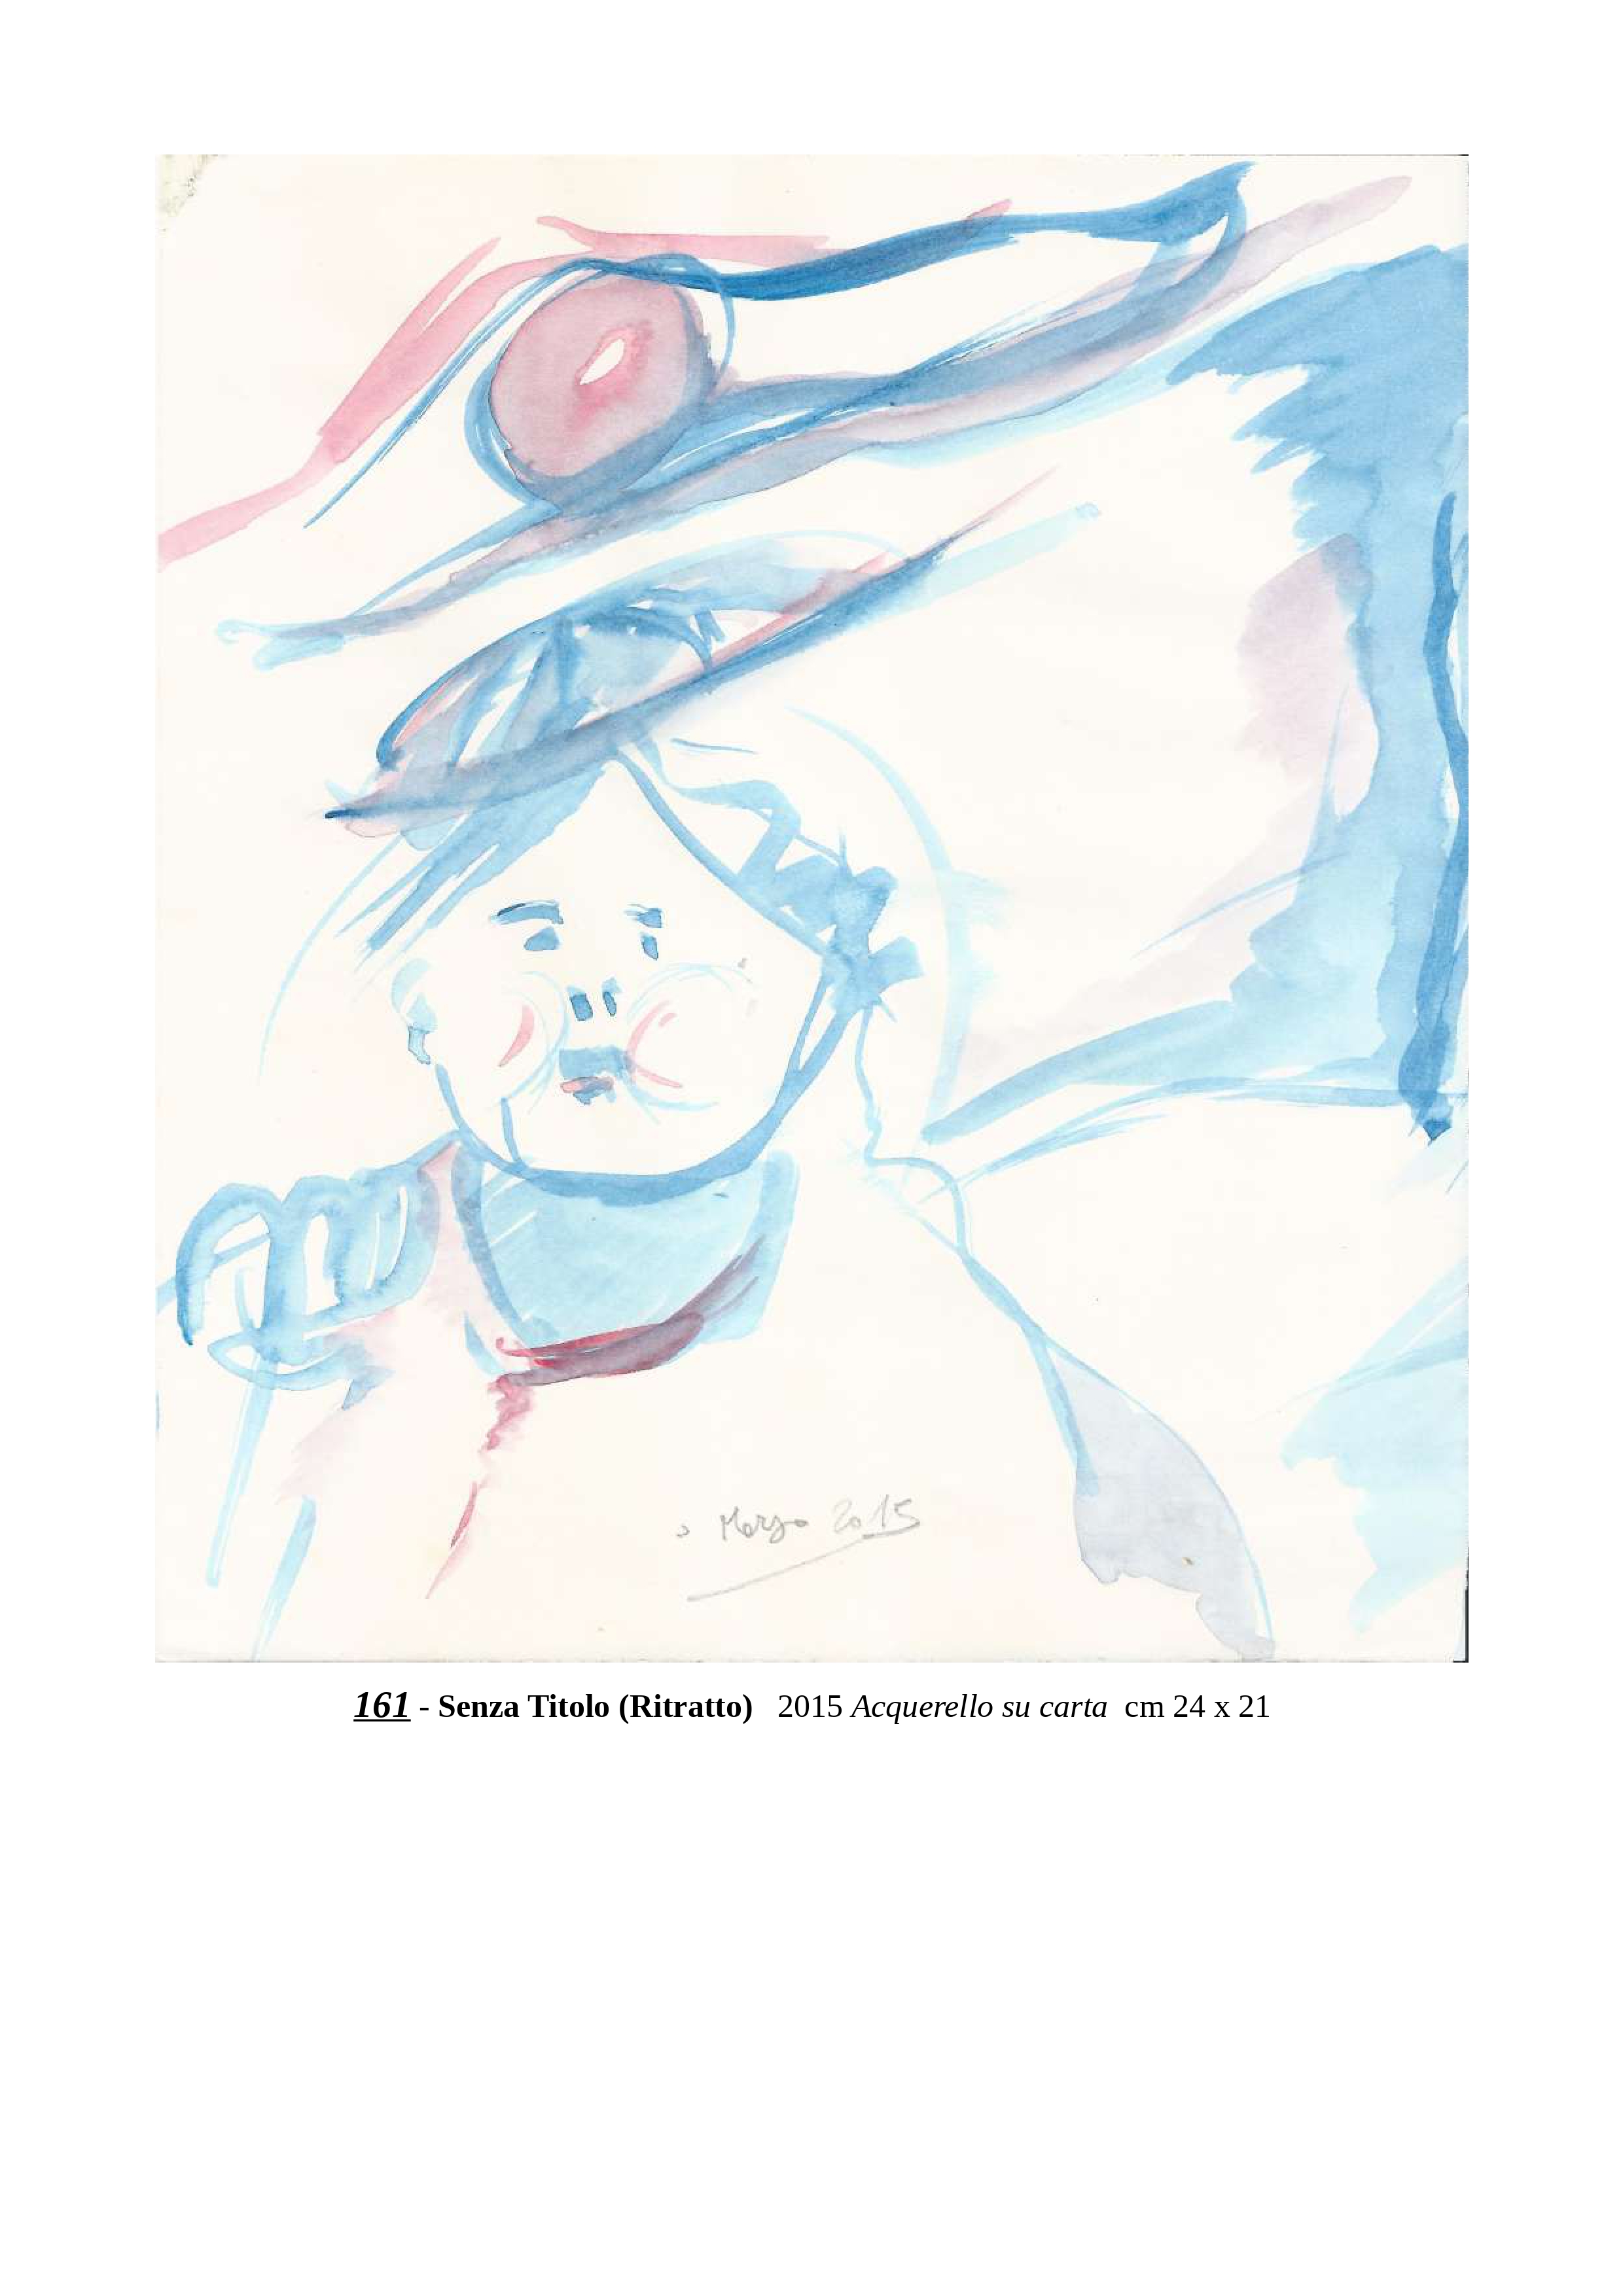 Marzo 2015
161 - Senza Titolo (Ritratto) 2015 Acquerello su carta cm 24 x 21